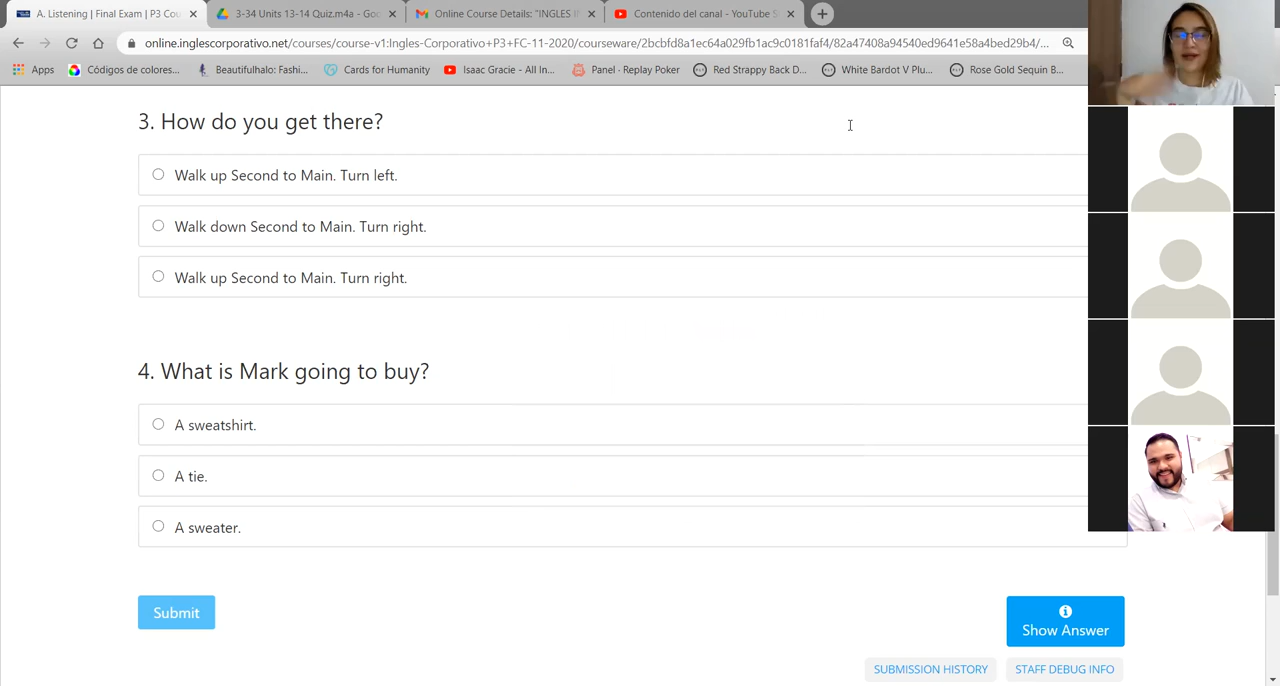 A. Listening | Final Exam | P3 Cou
3-34 Units 13-14 Quiz.m4a - Goo
Online Course Details: "INGLES I
Contenido del canal - YouTube S
online.inglescorporativo.net/courses/course-v1:Ingles-Corporativo+P3+FC-11-2020/courseware/2bcbfd8a1ec64a029fb1ac9c0181faf4/82a47408a94540ed9641e58a4bed29b4/...
Apps
Códigos de colores...
Beautifulhalo: Fashi...
Cards for Humanity
Isaac Gracie - All In...
Panel · Replay Poker
Red Strappy Back D...
White Bardot V Plu...
Rose Gold Sequin B...
3. How do you get there?
Walk up Second to Main. Turn left.
Walk down Second to Main. Turn right.
Walk up Second to Main. Turn right.
4. What is Mark going to buy?
A sweatshirt.
A tie.
A sweater.
Submit
Show Answer
SUBMISSION HISTORY
STAFF DEBUG INFO